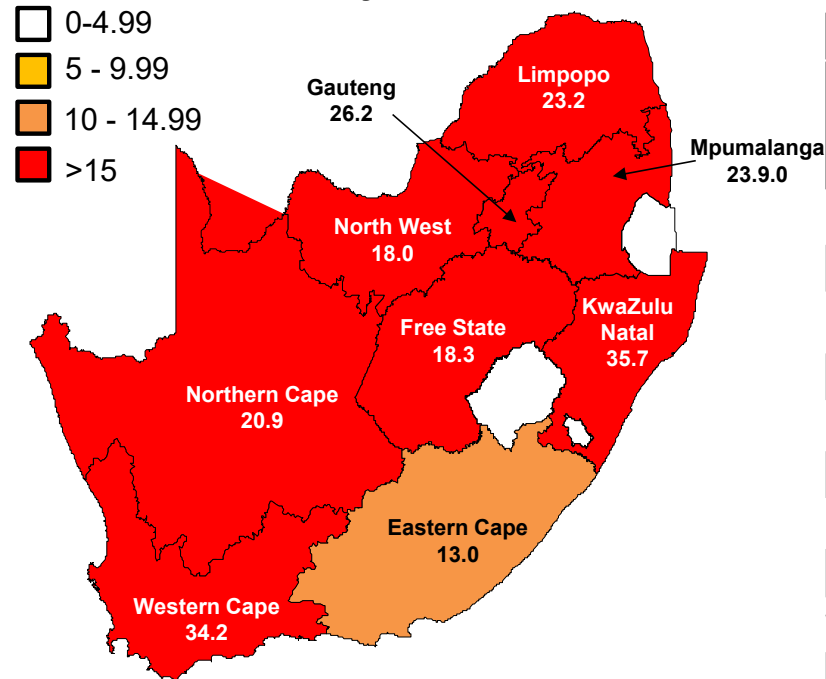 0-4.99
5 - 9.99
10 - 14.99
>15
Limpopo
23.2
Gauteng
26.2
Mpumalanga
23.9.0
North West
18.0
KwaZulu
Natal
35.7
Free State
18.3
Northern Cape
20.9
Eastern Cape
13.0
Western Cape
34.2